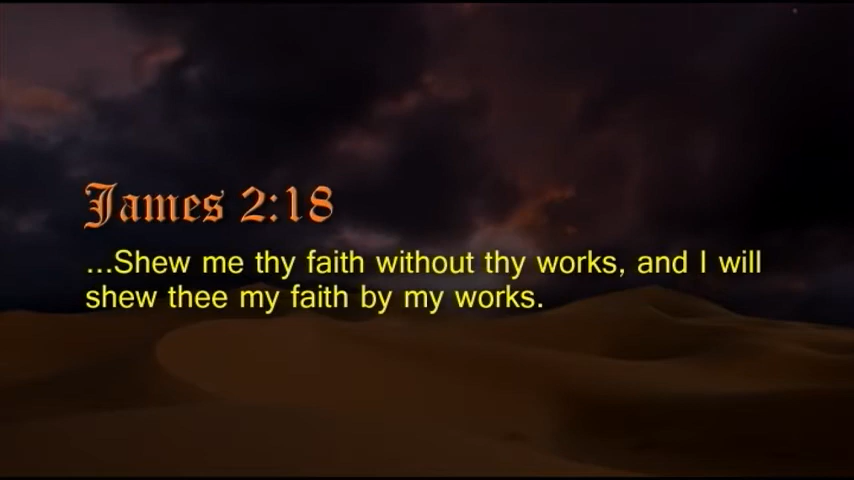 James 2:18
...Shew me thy faith without thy works, and I will
shew thee my faith by my works.